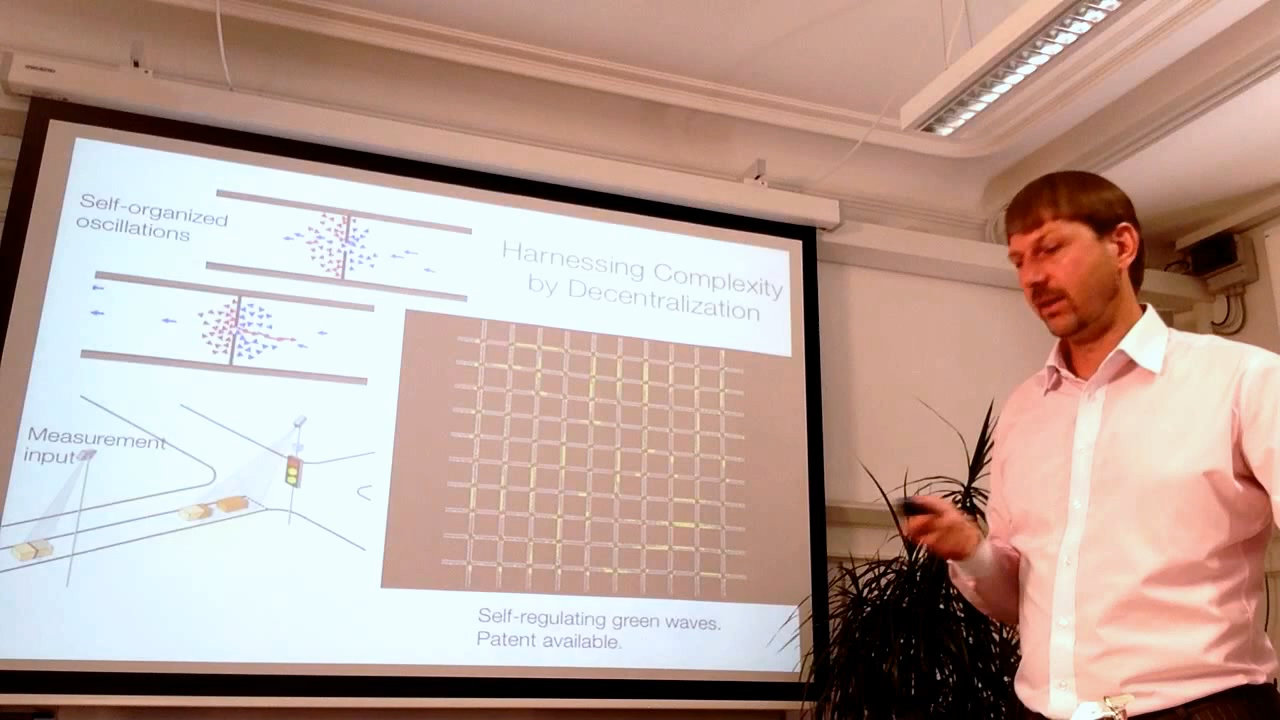 Self-organized
oscillations
Harnessing Complexity
by Decentralization
Measurement
input
Self-regulating green waves.
Patent available.